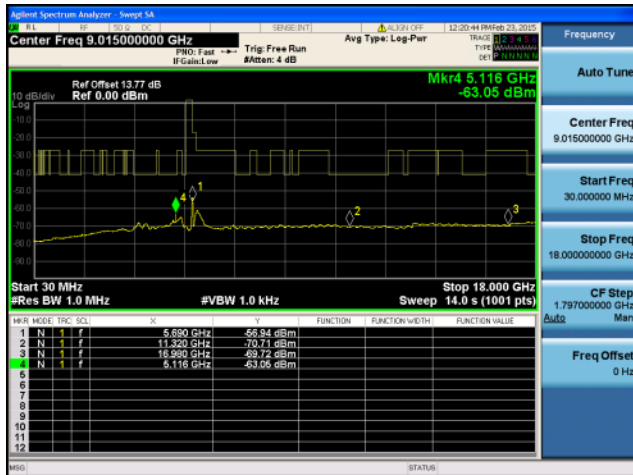 Agilent Spectrum Analyzer - Swept SA
RL RF 50 Ω DC SENSE:INT ALIGN OFF 12:20:44 PM Feb 23, 2015
Center Freq 9.015000000 GHz
PNO: Fast Trig: Free Run Avg Type: Log-Pwr TRACE 1 2 3 4 5 6
IFGain:Low #Atten: 4 dB TYPE
DET P N N N N N
Mkr4 5.116 GHz
-63.05 dBm
Ref Offset 13.77 dB
10 dB/div Ref 0.00 dBm
Log
-10.0
-20.0
-30.0
-40.0
-50.0
-60.0
-70.0
-80.0
-90.0
4 1 2 3
Start 30 MHz Stop 18.000 GHz
#Res BW 1.0 MHz #VBW 1.0 kHz Sweep 14.0 s (1001 pts)
MKR MODE TRC SCL X Y FUNCTION FUNCTION WIDTH FUNCTION VALUE
1 N 1 f 5.690 GHz -56.94 dBm
2 N 1 f 11.320 GHz -70.71 dBm
3 N 1 f 16.980 GHz -69.72 dBm
4 N 1 f 5.116 GHz -63.05 dBm
5
6
7
8
9
10
11
12
MSG STATUS
Frequency
Auto Tune
Center Freq
9.015000000 GHz
Start Freq
30.000000 MHz
Stop Freq
18.000000000 GHz
CF Step
1.797000000 GHz
Auto Man
Freq Offset
0 Hz